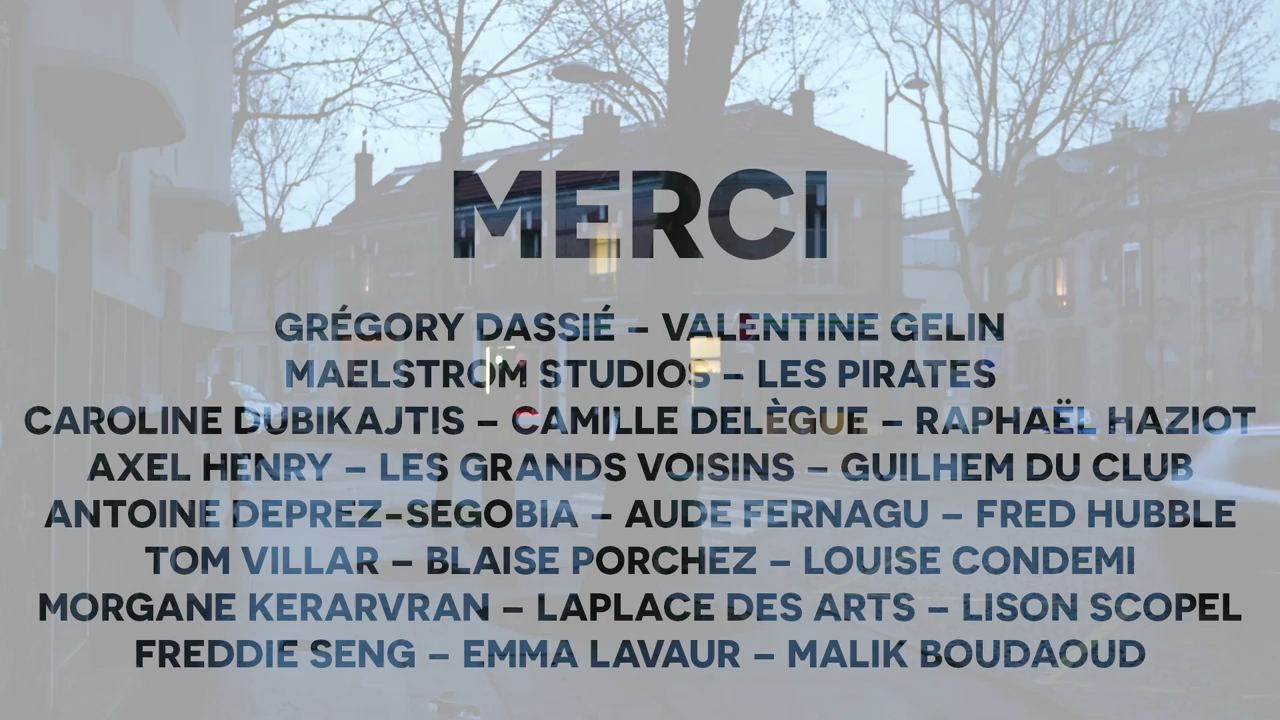 MERCI
GRÉGORY DASSIÉ – VALENTINE GELIN
MAELSTROM STUDIOS – LES PIRATES
CAROLINE DUBIKAJTIS – CAMILLE DELÈGUE – RAPHAËL HAZIOT
AXEL HENRY – LES GRANDS VOISINS – GUILHEM DU CLUB
ANTOINE DEPREZ-SEGOBIA – AUDE FERNAGU – FRED HUBBLE
TOM VILLAR – BLAISE PORCHEZ – LOUISE CONDEMI
MORGANE KERARVRAN – LAPLACE DES ARTS – LISON SCOPEL
FREDDIE SENG – EMMA LAVAUR – MALIK BOUDAOUD